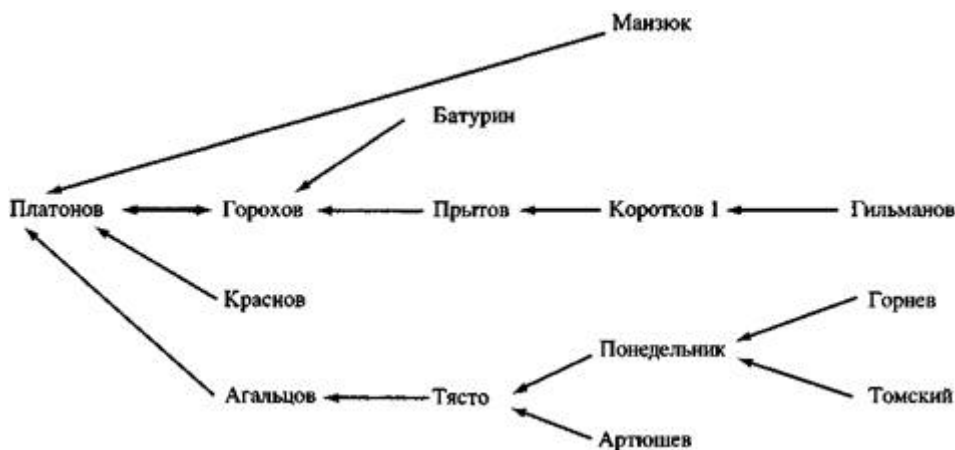 Манзюк
Батурин
Платонов Горохов Прытов Коротков 1 Гильманов
Краснов Горнев
Понедельник
Агальцов Тясто Томский
Артюшев